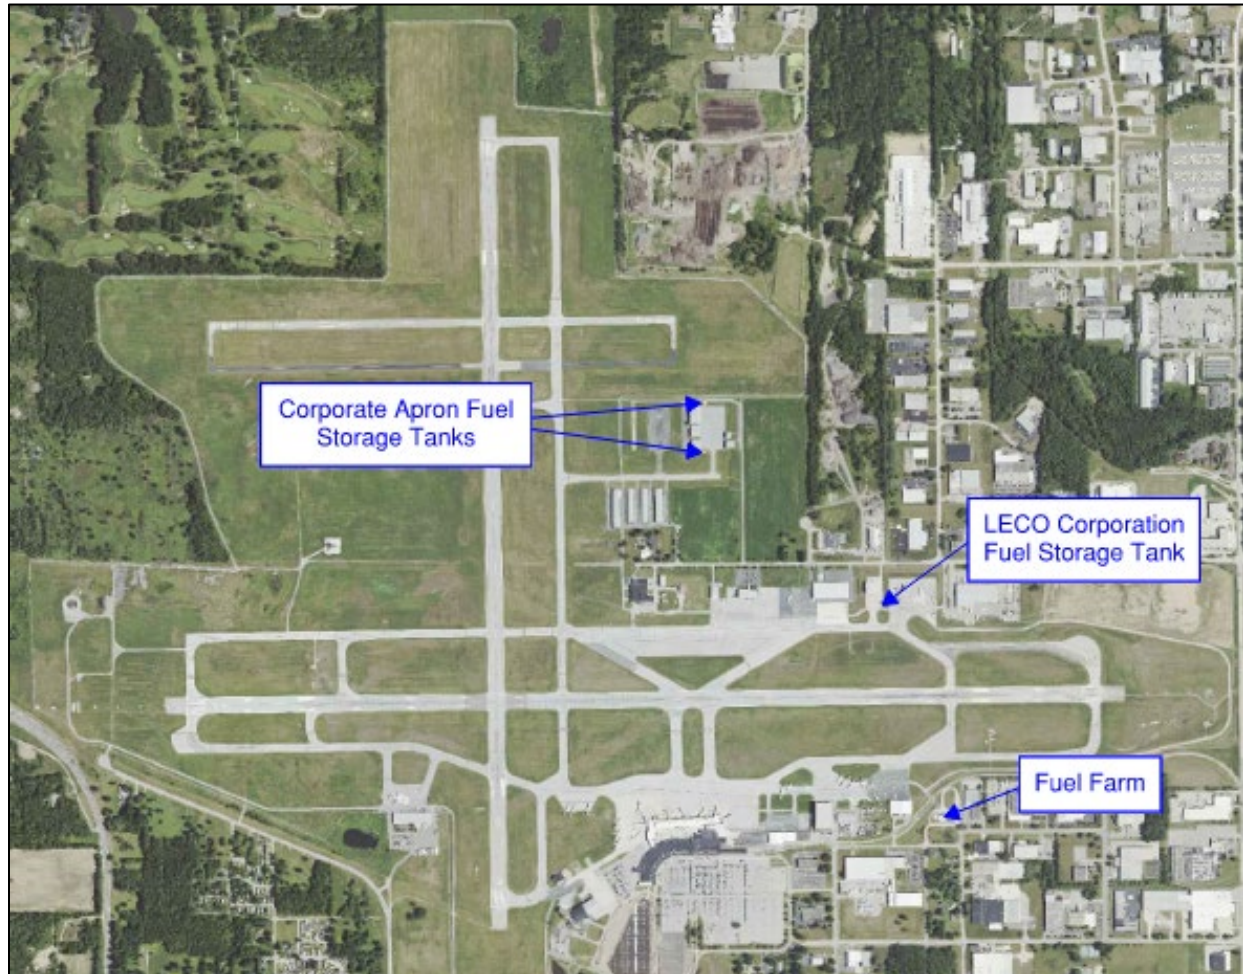 Corporate Apron Fuel
Storage Tanks
LECO Corporation
Fuel Storage Tank
Fuel Farm